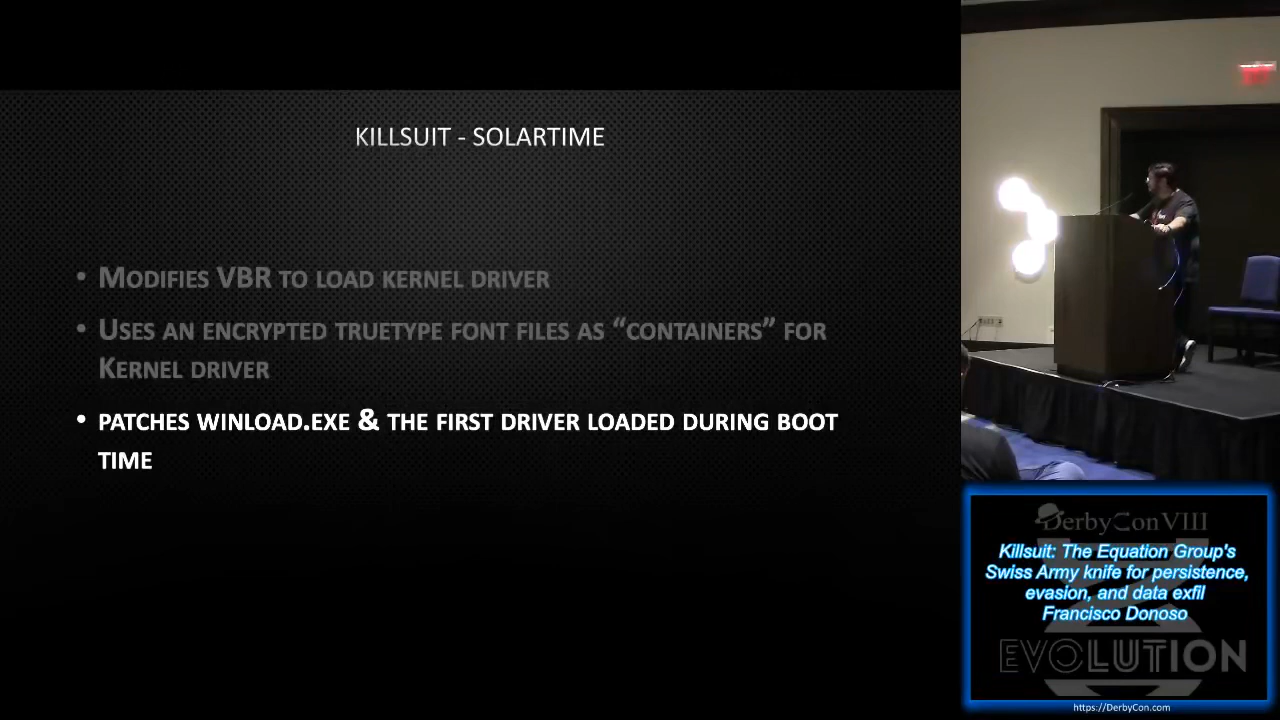 KILLSUIT - SOLARTIME
• MODIFIES VBR TO LOAD KERNEL DRIVER
• USES AN ENCRYPTED TRUETYPE FONT FILES AS “CONTAINERS” FOR
KERNEL DRIVER
• PATCHES WINLOAD.EXE & THE FIRST DRIVER LOADED DURING BOOT
TIME
DerbyCon VIII
Killsuit: The Equation Group's
Swiss Army knife for persistence,
evasion, and data exfil
Francisco Donoso
EVOLUTION
https://DerbyCon.com